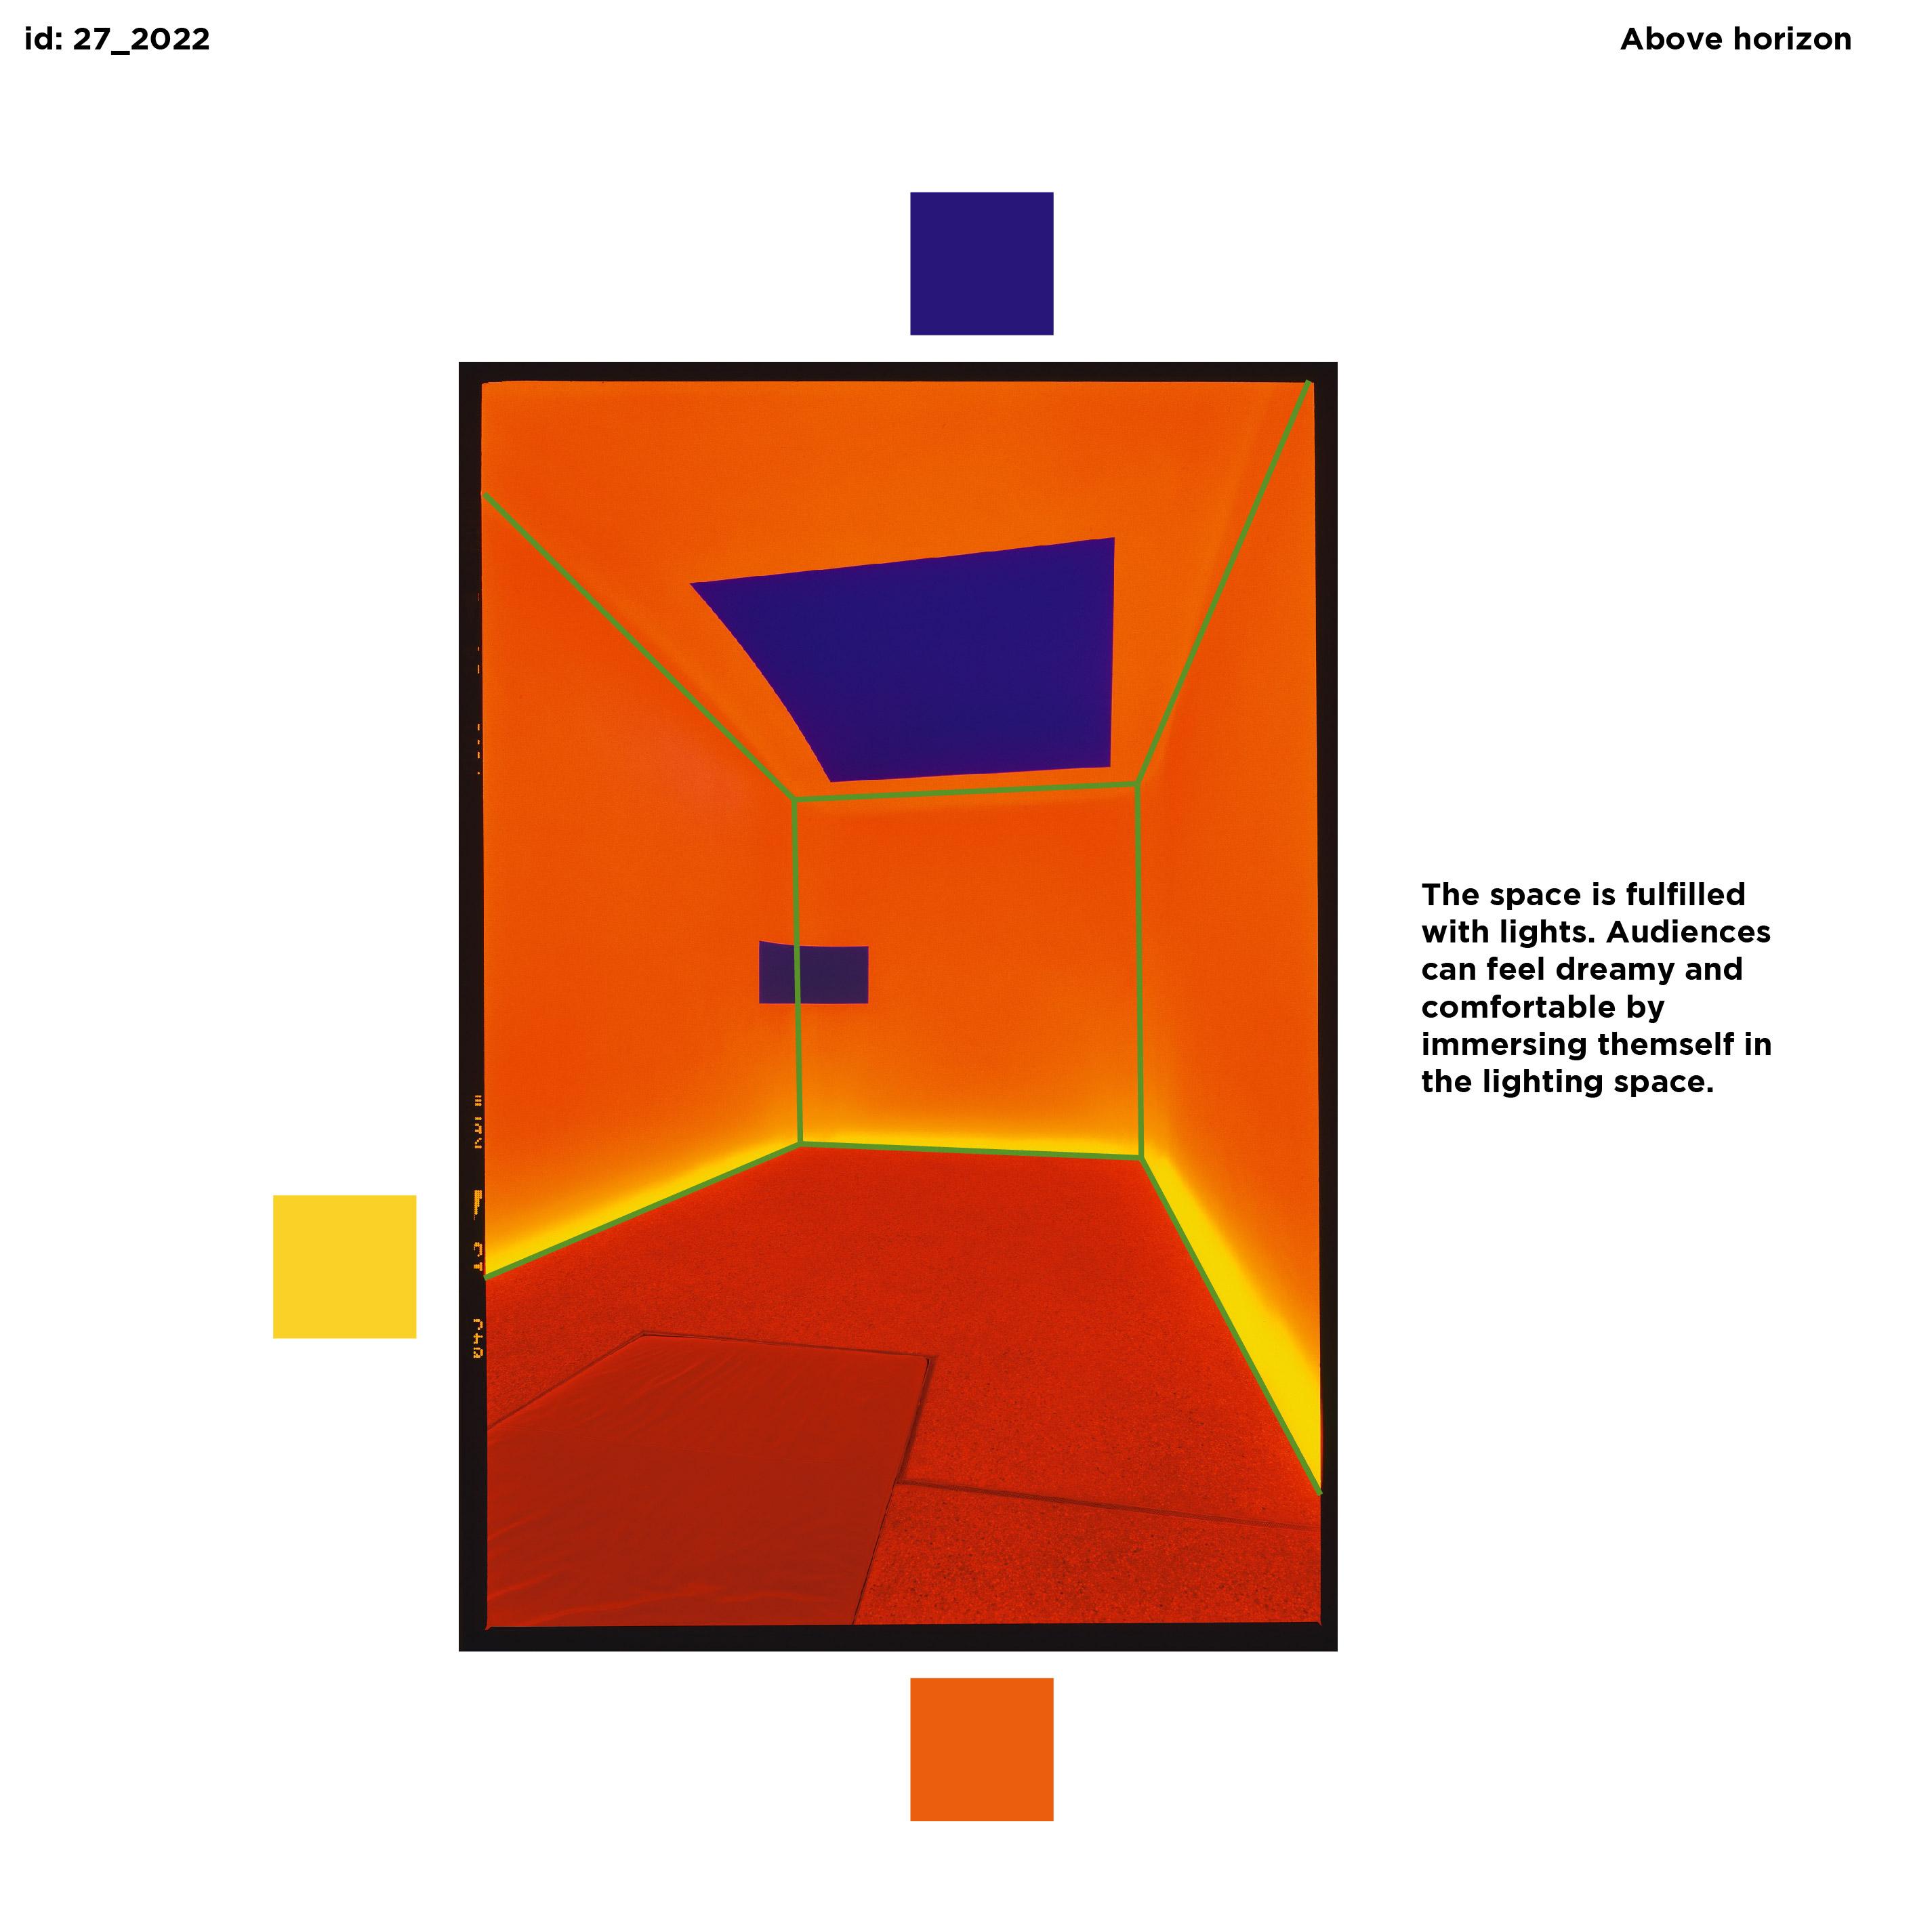 id: 27_2022
Above horizon
The space is fulfilled
with lights. Audiences
can feel dreamy and
comfortable by
immersing themself in
the lighting space.